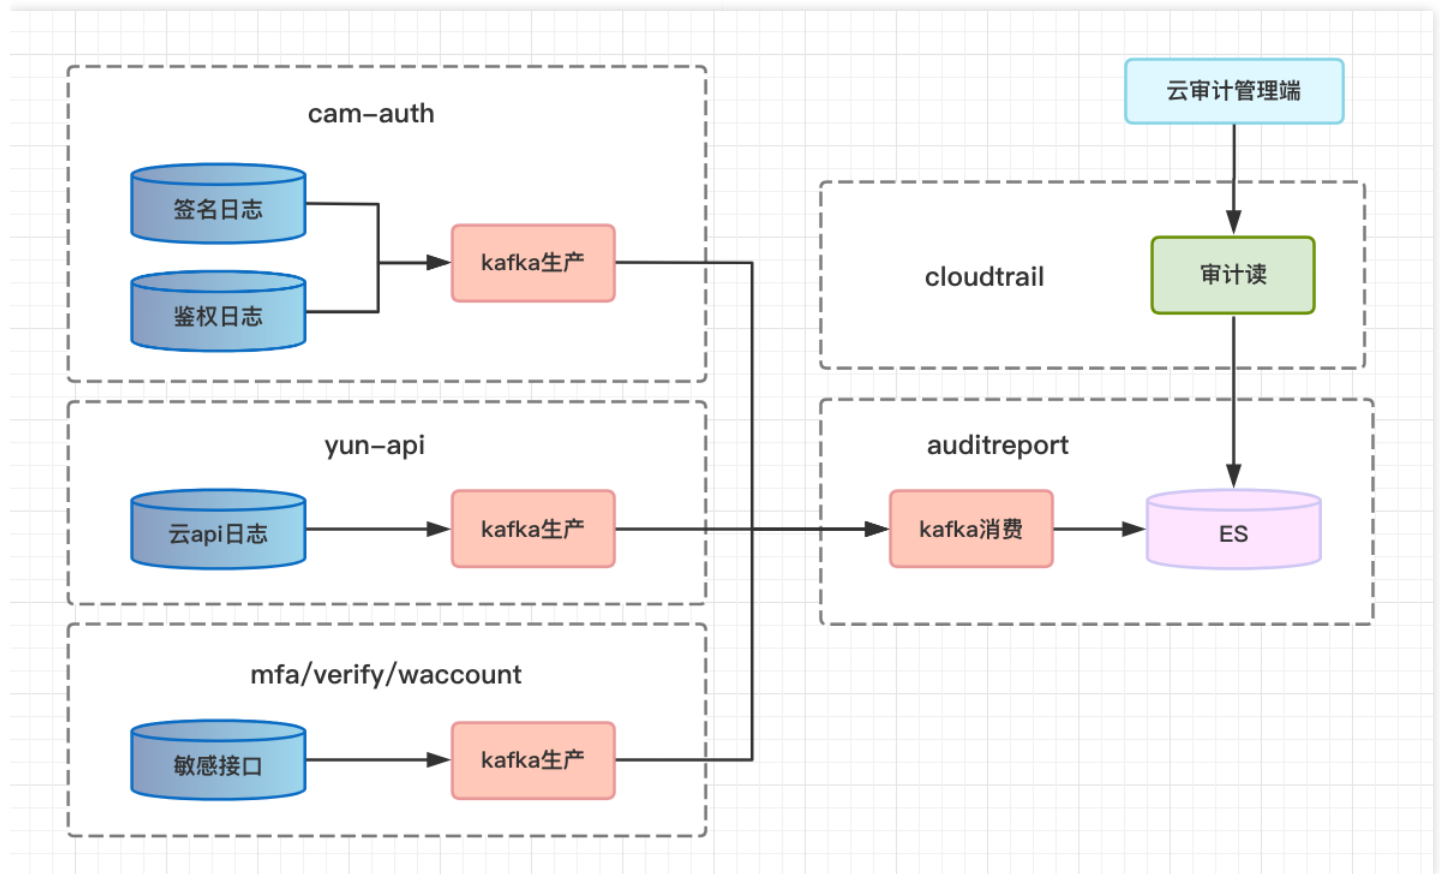 cam-auth
签名日志
鉴权日志
kafka生产
yun-api
云api日志
kafka生产
mfa/verify/waccount
敏感接口
kafka生产
云审计管理端
cloudtrail
审计读
auditreport
kafka消费
ES